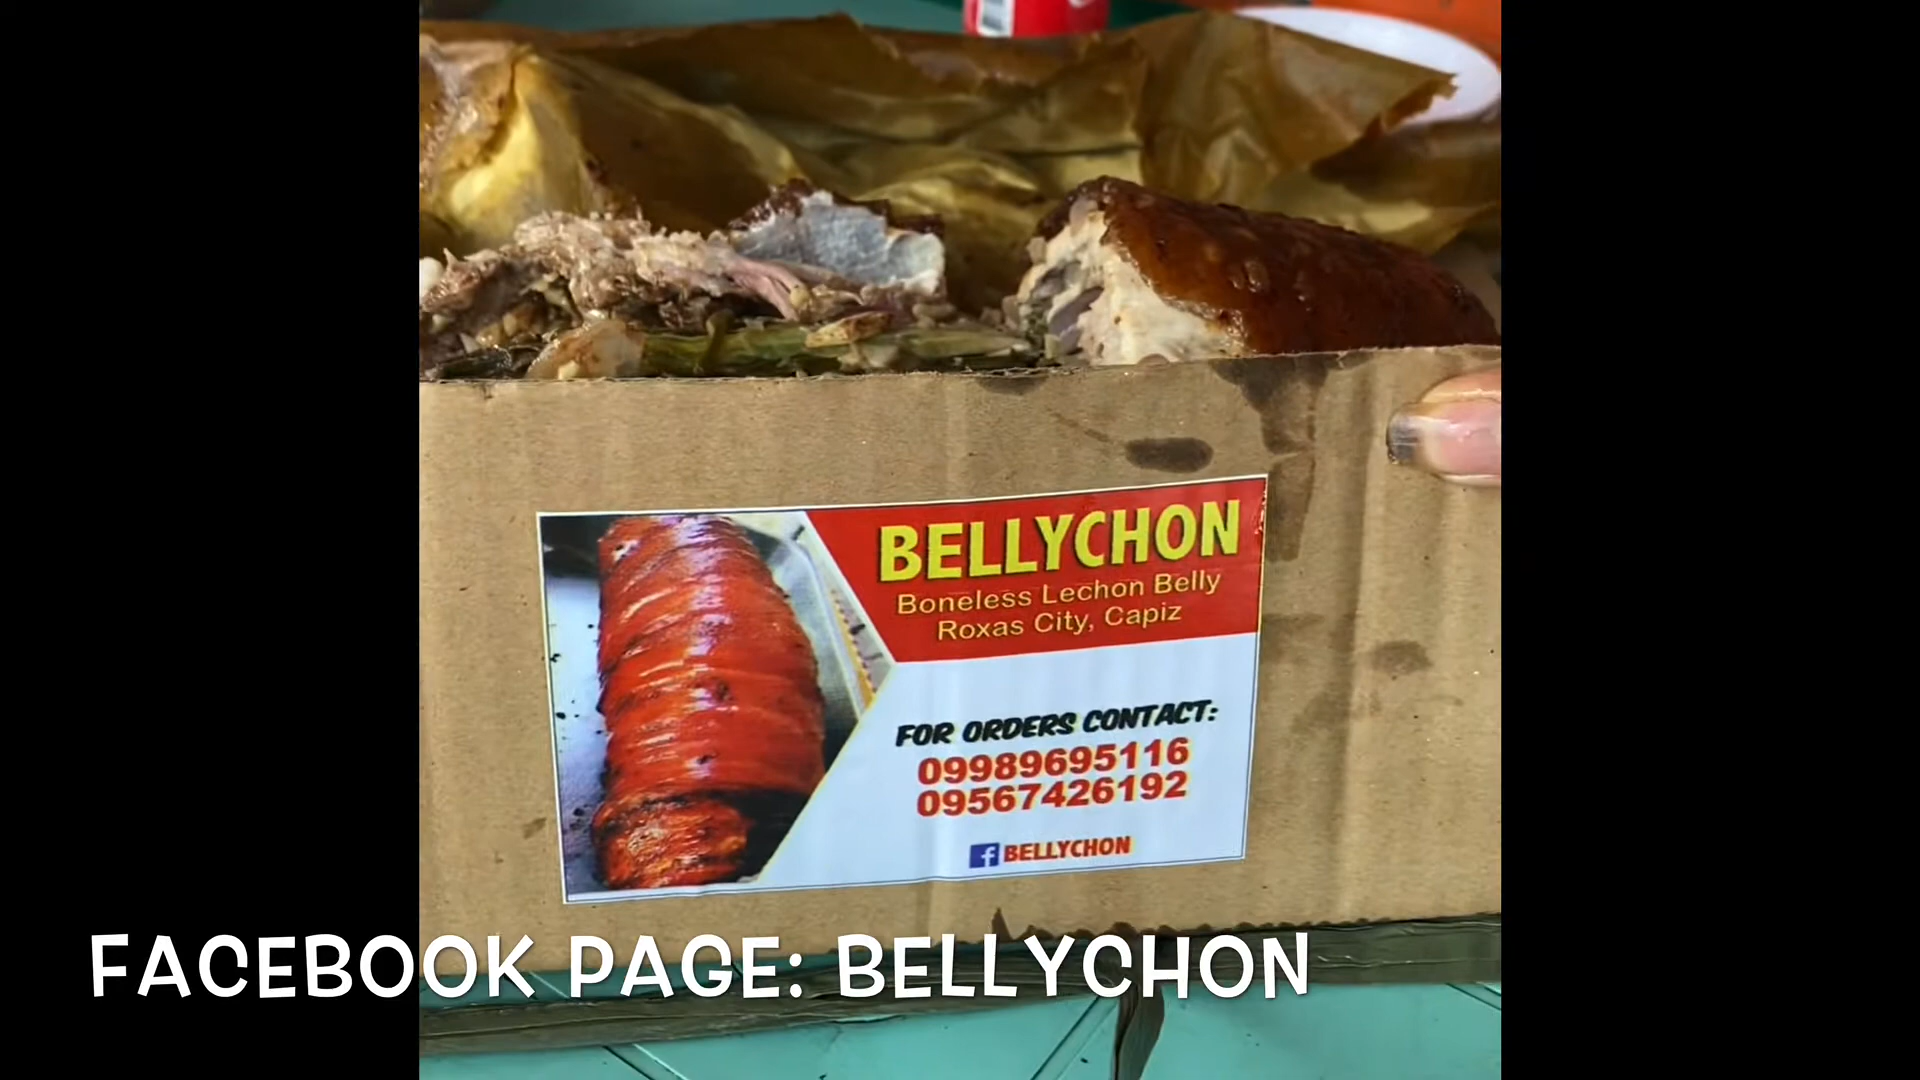 BELLYCHON
Boneless Lechon Belly
Roxas City, Capiz
FOR ORDERS CONTACT:
09989695116
09567426192
f BELLYCHON
FACEBOOK PAGE: BELLYCHON